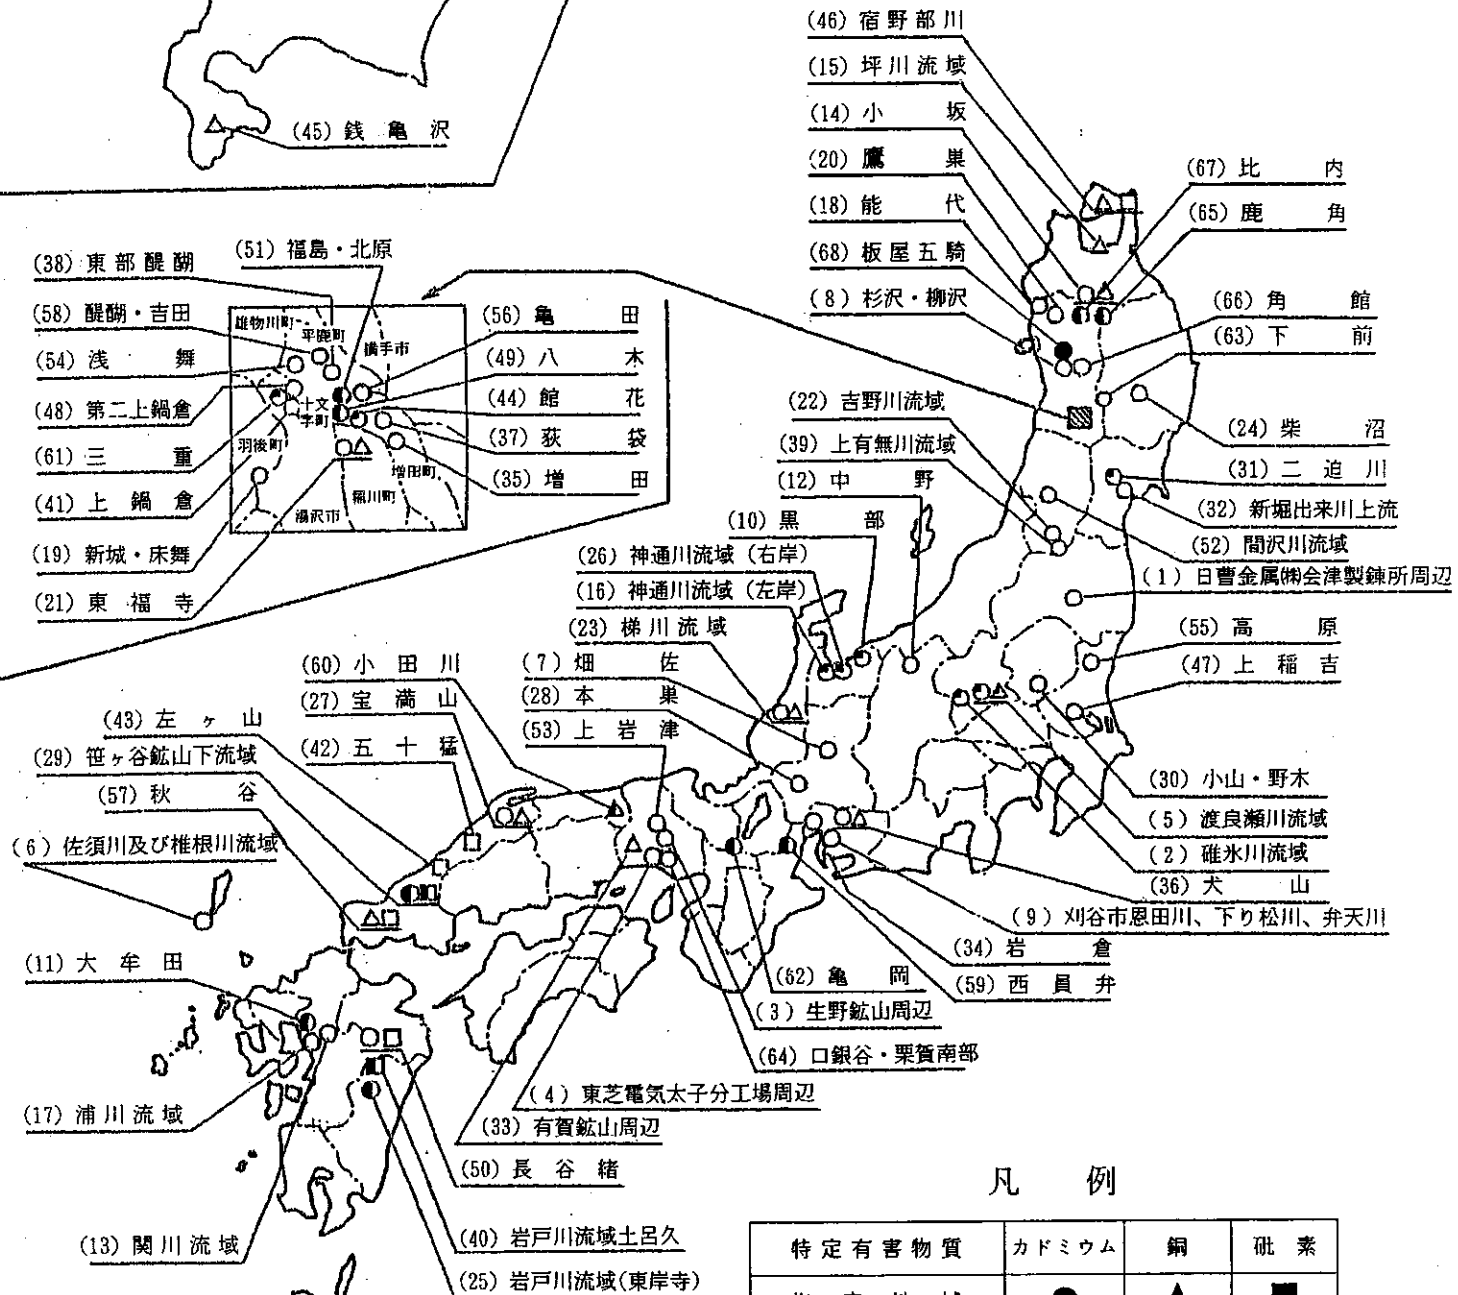 (46) 宿野部川
(15) 坪川流域
(14) 小坂
(20) 鷹巣
(18) 能代
(68) 板屋五騎
(8) 杉沢・柳沢
(67) 比内
(65) 鹿角
(66) 角館
(63) 下前
(45) 銭亀沢
(38) 東部醍醐
(51) 福島・北原
(58) 醍醐・吉田
(54) 浅舞
(48) 第二上鍋倉
(61) 三重
(41) 上鍋倉
(19) 新城・床舞
(21) 東福寺
雄物川町
平鹿町
横手市
十文
字町
羽後町
増田町
稲川町
湯沢市
(56) 亀田
(49) 八木
(44) 館花
(37) 荻袋
(35) 増田
(22) 吉野川流域
(39) 上有無川流域
(12) 中野
(10) 黒部
(26) 神通川流域(右岸)
(16) 神通川流域(左岸)
(23) 梯川流域
(24) 柴沼
(31) 二迫川
(32) 新堀出来川上流
(52) 間沢川流域
(1) 日曹金属㈱会津製錬所周辺
(55) 高原
(47) 上稲吉
(60) 小田川
(7) 畑佐
(27) 宝満山
(28) 本巣
(43) 左ヶ山
(42) 五十猛
(53) 上岩津
(29) 笹ヶ谷鉱山下流域
(57) 秋谷
(6) 佐須川及び椎根川流域
(30) 小山・野木
(5) 渡良瀬川流域
(2) 碓氷川流域
(36) 犬山
(9) 刈谷市恩田川、下り松川、弁天川
(34) 岩倉
(59) 西員弁
(62) 亀岡
(3) 生野鉱山周辺
(64) 口銀谷・栗賀南部
(4) 東芝電気太子分工場周辺
(33) 有賀鉱山周辺
(11) 大牟田
(17) 浦川流域
(50) 長谷緒
(13) 関川流域
(40) 岩戸川流域土呂久
(25) 岩戸川流域(東岸寺)
凡例
特定有害物質 カドミウム 銅 砒素